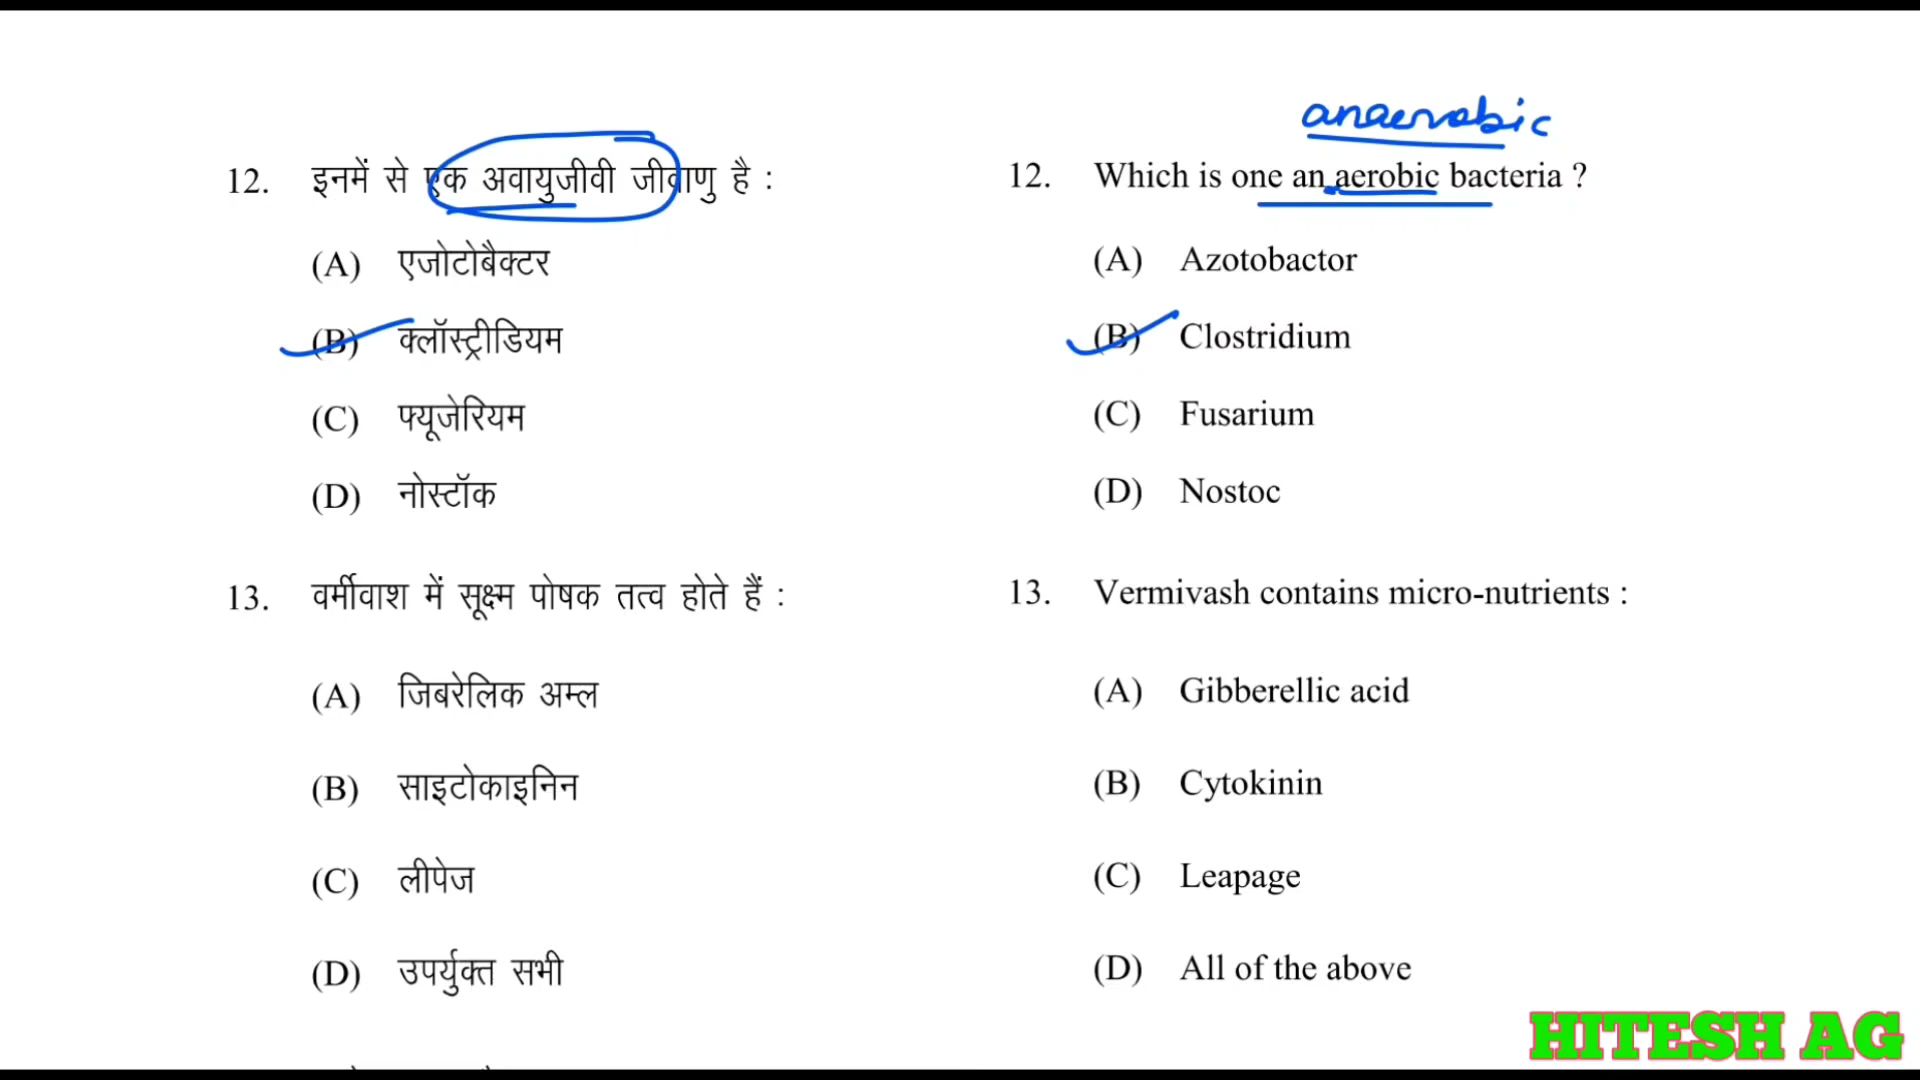 anaerobic
12. इनमें से एक अवायुजीवी जीवाणु है :
(A) एजोटोबैक्टर
(B) क्लॉस्ट्रीडियम
(C) फ्यूजेरियम
(D) नोस्टॉक
13. वर्मीवाश में सूक्ष्म पोषक तत्व होते हैं :
(A) जिबरेलिक अम्ल
(B) साइटोकाइनिन
(C) लीपेज
(D) उपर्युक्त सभी
12. Which is one an aerobic bacteria ?
(A) Azotobactor
(B) Clostridium
(C) Fusarium
(D) Nostoc
13. Vermivash contains micro-nutrients :
(A) Gibberellic acid
(B) Cytokinin
(C) Leapage
(D) All of the above
HITESH AG